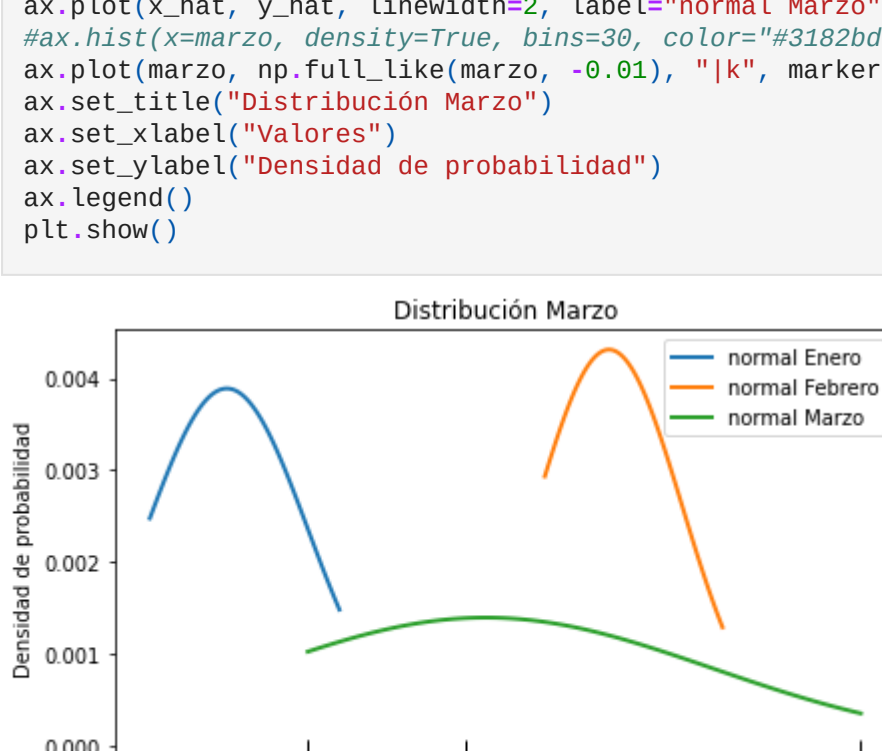 ax.plot(x_hat, y_hat, linewidth=2, label="normal Marzo"
#ax.hist(x=marzo, density=True, bins=30, color="#3182bd
ax.plot(marzo, np.full_like(marzo, -0.01), "|k", marker
ax.set_title("Distribución Marzo")
ax.set_xlabel("Valores")
ax.set_ylabel("Densidad de probabilidad")
ax.legend()
plt.show()
Distribución Marzo
normal Enero
normal Febrero
normal Marzo
Densidad de probabilidad
0.004
0.003
0.002
0.001
0.000